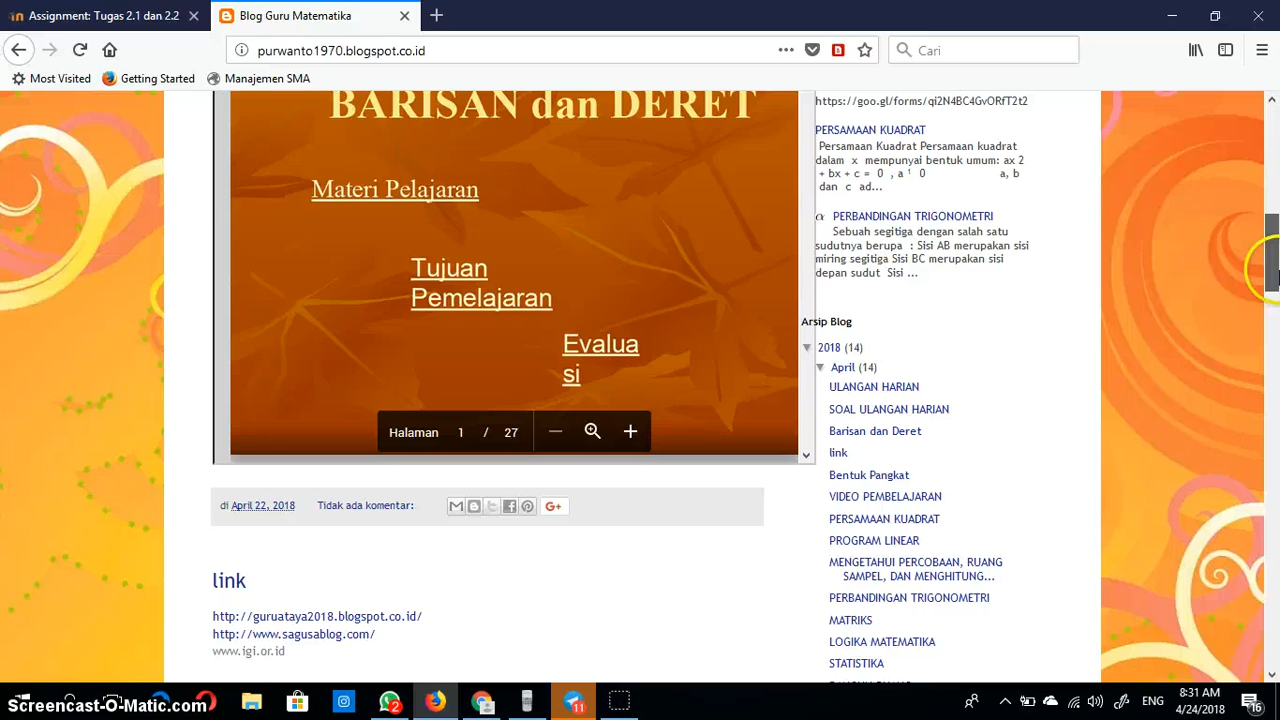 Assignment: Tugas 2.1 dan 2.2
Blog Guru Matematika
purwanto1970.blogspot.co.id
Cari
Most Visited
Getting Started
Manajemen SMA
BARISAN dan DERET
Materi Pelajaran
Tujuan
Pemelajaran
Evalua
si
Halaman 1 / 27
di April 22, 2018 Tidak ada komentar:
G+
link
http://guruataya2018.blogspot.co.id/
http://www.sagusablog.com/
www.igi.or.id
https://goo.gl/forms/qi2N4BC4GvORfT2t2
PERSAMAAN KUADRAT
Persamaan Kuadrat Persamaan kuadrat
dalam x mempunyai bentuk umum: ax 2
+ bx + c = 0 , a ¹ 0 a, b
dan c ad...
α PERBANDINGAN TRIGONOMETRI
Sebuah segitiga dengan salah satu
sudutnya berupa : Sisi AB merupakan sisi
miring segitiga Sisi BC merupakan sisi
depan sudut Sisi ...
Arsip Blog
▼ 2018 (14)
▼ April (14)
ULANGAN HARIAN
SOAL ULANGAN HARIAN
Barisan dan Deret
link
Bentuk Pangkat
VIDEO PEMBELAJARAN
PERSAMAAN KUADRAT
PROGRAM LINEAR
MENGETAHUI PERCOBAAN, RUANG
SAMPEL, DAN MENGHITUNG...
PERBANDINGAN TRIGONOMETRI
MATRIKS
LOGIKA MATEMATIKA
STATISTIKA
Screencast-O-Matic.com
2
11
ENG
8:31 AM
4/24/2018
16